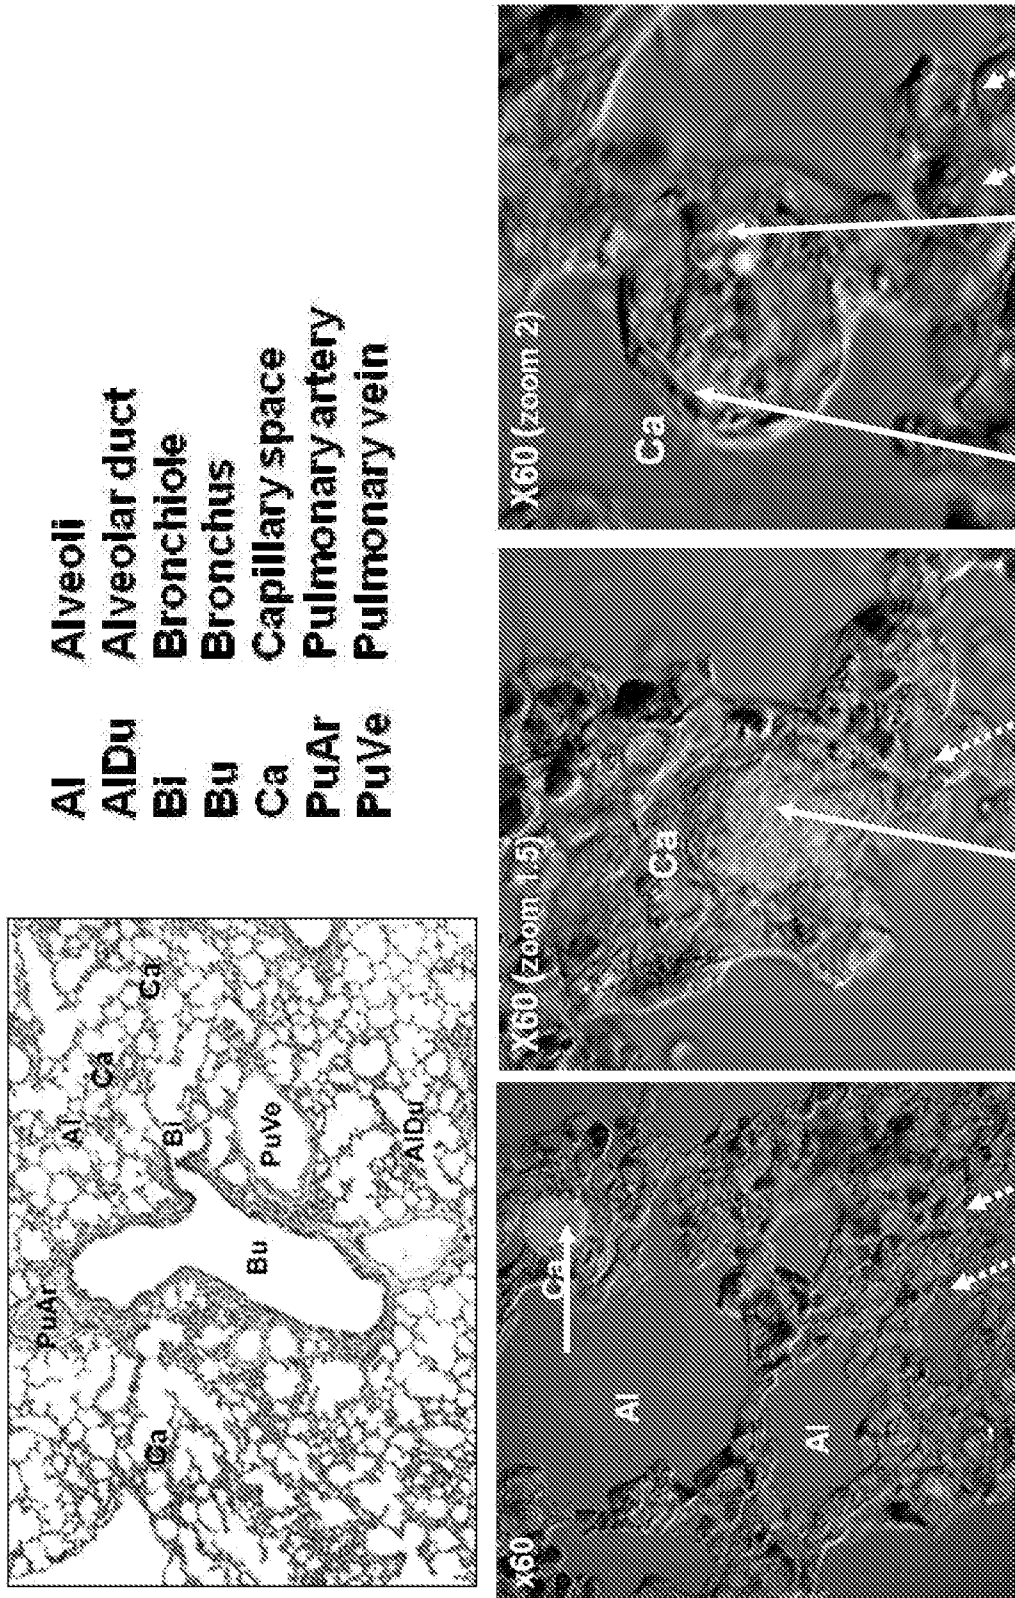 PuAr
Al
Ca
Ca
Ca
Bi
Bu
PuVe
AlDu
Al Alveoli
AlDu Alveolar duct
Bi Bronchiole
Bu Bronchus
Ca Capillary space
PuAr Pulmonary artery
PuVe Pulmonary vein
x60
Ca
Al
Al
X60 (zoom 1.5)
Ca
X60 (zoom 2)
Ca